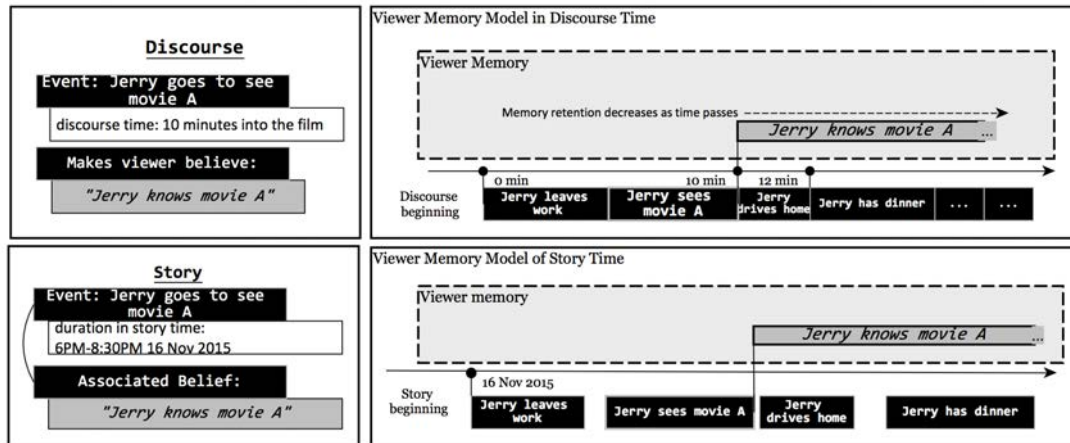 Discourse
Event: Jerry goes to see
movie A
discourse time: 10 minutes into the film
Makes viewer believe:
"Jerry knows movie A"
Viewer Memory Model in Discourse Time
Viewer Memory
Memory retention decreases as time passes
Jerry knows movie A
...
0 min
10 min
12 min
Discourse
beginning
Jerry leaves
work
Jerry sees
movie A
Jerry
drives home
Jerry has dinner
...
...
Story
Event: Jerry goes to see
movie A
duration in story time:
6PM-8:30PM 16 Nov 2015
Associated Belief:
"Jerry knows movie A"
Viewer Memory Model of Story Time
Viewer memory
Jerry knows movie A
...
16 Nov 2015
Story
beginning
Jerry leaves
work
Jerry sees movie A
Jerry
drives home
Jerry has dinner